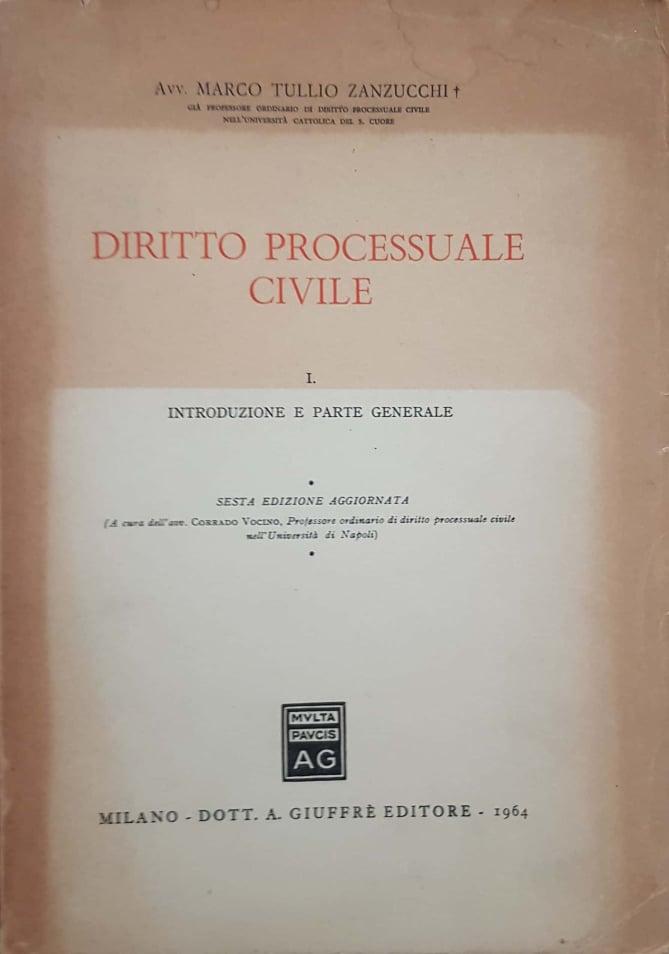 Avv. MARCO TULLIO ZANZUCCHI †
GIÀ PROFESSORE ORDINARIO DI DIRITTO PROCESSUALE CIVILE
NELL'UNIVERSITÀ CATTOLICA DEL S. CUORE
DIRITTO PROCESSUALE
CIVILE
I.
INTRODUZIONE E PARTE GENERALE
SESTA EDIZIONE AGGIORNATA
(A cura dell'avv. CORRADO VOCINO, Professore ordinario di diritto processuale civile
nell'Università di Napoli)
MVLTA
PAVCIS
AG
MILANO - DOTT. A. GIUFFRÈ EDITORE - 1964